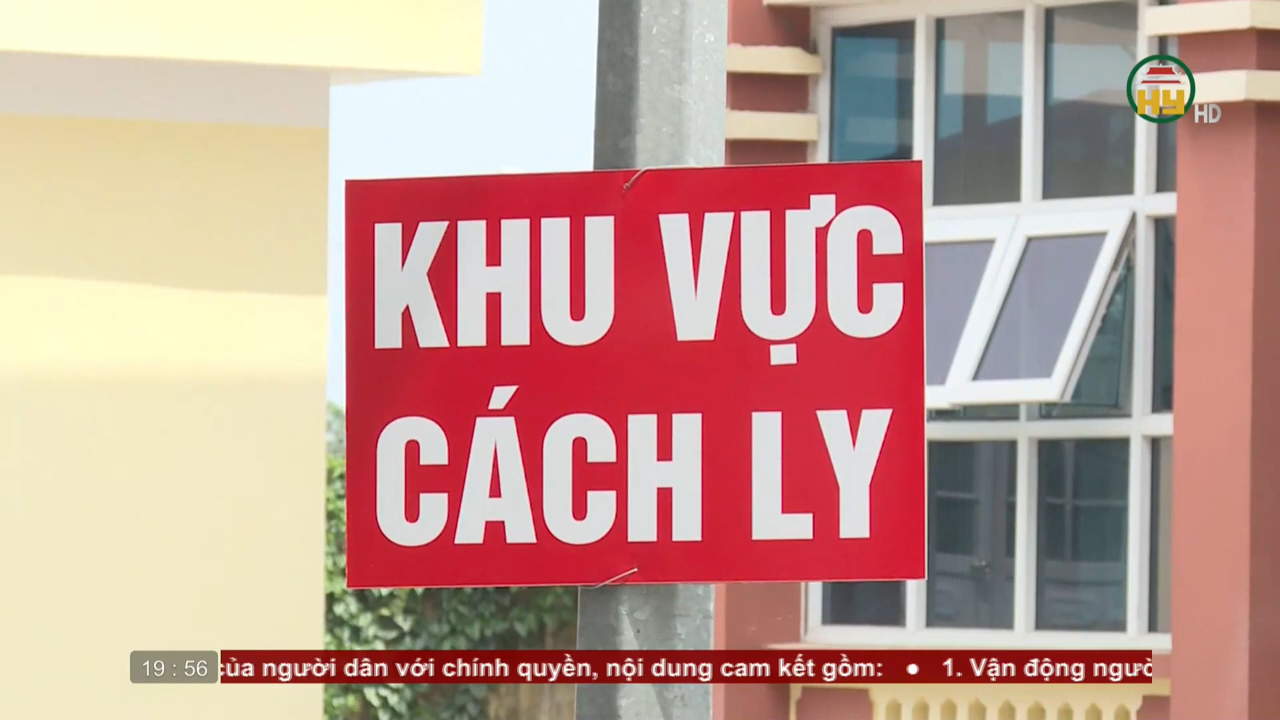 HY HD
KHU VỰC
CÁCH LY
19 : 56
của người dân với chính quyền, nội dung cam kết gồm: • 1. Vận động người